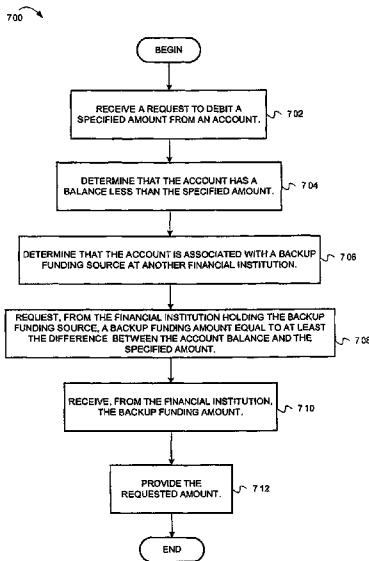 700
BEGIN
RECEIVE A REQUEST TO DEBIT A
SPECIFIED AMOUNT FROM AN ACCOUNT.
702
DETERMINE THAT THE ACCOUNT HAS A
BALANCE LESS THAN THE SPECIFIED AMOUNT.
704
DETERMINE THAT THE ACCOUNT IS ASSOCIATED WITH A BACKUP
FUNDING SOURCE AT ANOTHER FINANCIAL INSTITUTION.
706
REQUEST, FROM THE FINANCIAL INSTITUTION HOLDING THE BACKUP
FUNDING SOURCE, A BACKUP FUNDING AMOUNT EQUAL TO AT LEAST
THE DIFFERENCE BETWEEN THE ACCOUNT BALANCE AND THE
SPECIFIED AMOUNT.
708
RECEIVE, FROM THE FINANCIAL INSTITUTION,
THE BACKUP FUNDING AMOUNT.
710
PROVIDE THE
REQUESTED AMOUNT.
712
END